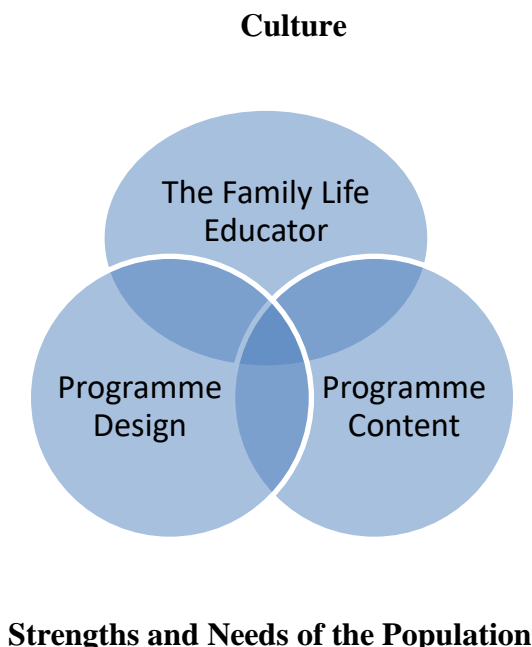 Culture
The Family Life
Educator
Programme
Design
Programme
Content
Strengths and Needs of the Population